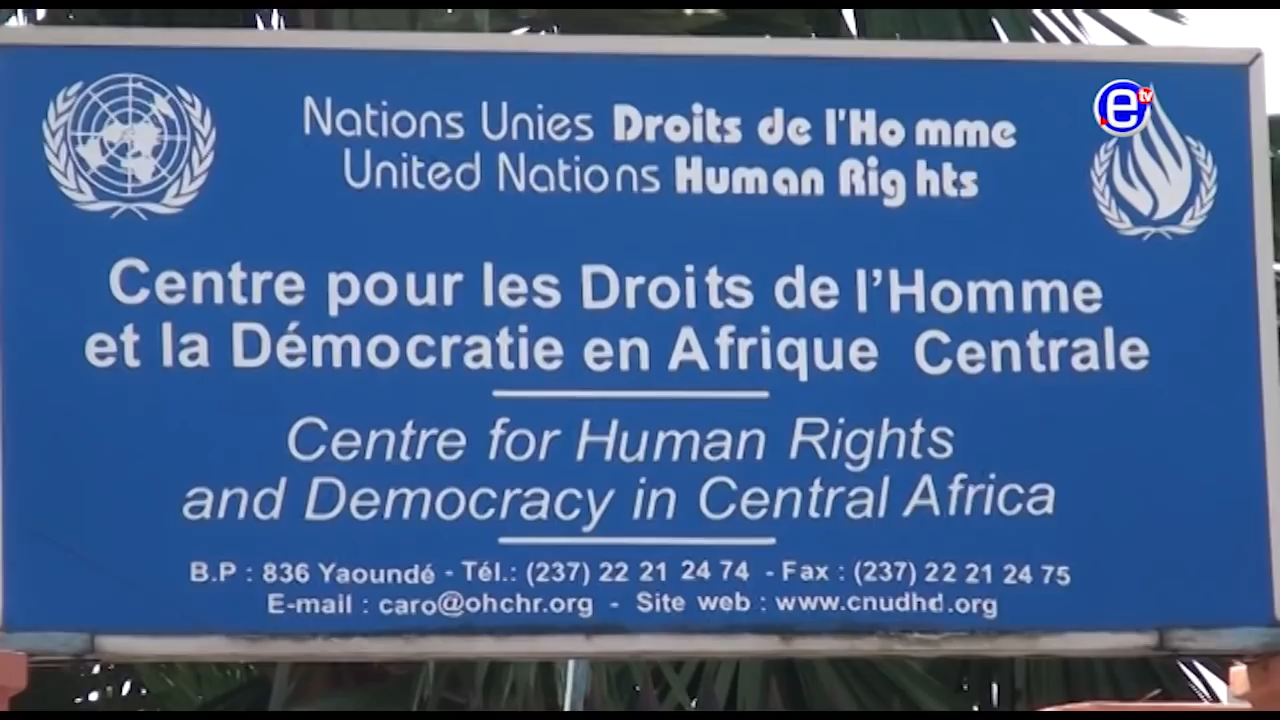 Nations Unies Droits de l'Homme
United Nations Human Rights
e tv
Centre pour les Droits de l'Homme
et la Démocratie en Afrique Centrale
Centre for Human Rights
and Democracy in Central Africa
B.P : 836 Yaoundé - Tél.: (237) 22 21 24 74 - Fax : (237) 22 21 24 75
E-mail : caro@ohchr.org - Site web : www.cnudhd.org